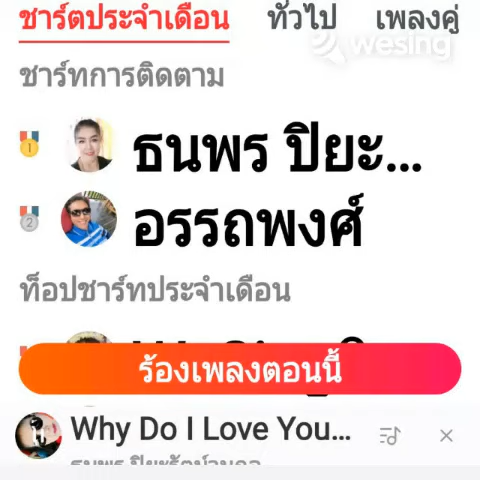 ชาร์ตประจำเดือน ทั่วไป เพลงคู่
wesing
ชาร์ทการติดตาม
1 ธนพร ปิยะ...
2 อรรถพงศ์
ท็อปชาร์ทประจำเดือน
ร้องเพลงตอนนี้
Why Do I Love You...